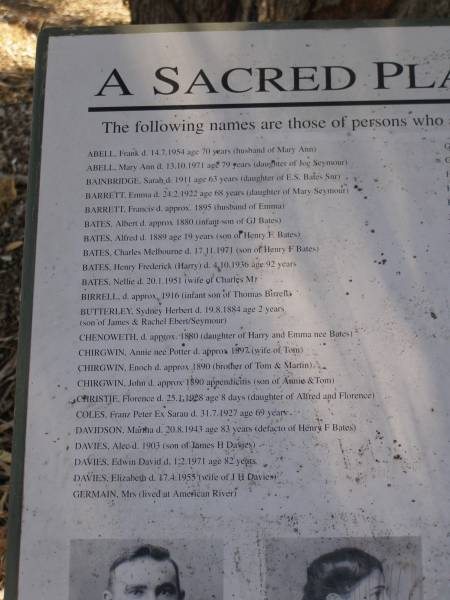 A SACRED PLA
The following names are those of persons who
ABELL, Frank d. 14.7.1954 age 70 years (husband of Mary Ann)
ABELL, Mary Ann d. 13.10.1971 age 79 years (daughter of Joe Seymour)
BAINBRIDGE, Sarah d. 1911 age 63 years (daughter of E.S. Bates Snr)
BARRETT, Emma d. 24.2.1922 age 68 years (daughter of Mary Seymour)
BARRETT, Francis d. approx. 1895 (husband of Emma)
BATES, Albert d. approx 1880 (infant son of GJ Bates)
BATES, Alfred d. 1889 age 19 years (son of Henry F. Bates)
BATES, Charles Melbourne d. 17.11.1971 (son of Henry F Bates)
BATES, Henry Frederick (Harry) d. 4.10.1936 age 92 years
BATES, Nellie d. 20.1.1951 (wife of Charles M)
BIRRELL, d. approx. 1916 (infant son of Thomas Birrell)
BUTTERLEY, Sydney Herbert d. 19.8.1884 age 2 years
(son of James & Rachel Ebert/Seymour)
CHENOWETH, d. approx. 1880 (daughter of Harry and Emma nee Bates)
CHIRGWIN, Annie nee Potter d. approx 1897 (wife of Tom)
CHIRGWIN, Enoch d. approx 1890 (brother of Tom & Martin)
CHIRGWIN, John d. approx 1890 appendicitis (son of Annie &Tom)
CHRISTIE, Florence d. 25.1.1928 age 8 days (daughter of Alfred and Florence)
COLES, Franz Peter Ex Sarau d. 31.7.1927 age 69 years
DAVIDSON, Martha d. 20.8.1943 age 83 years (defacto of Henry F Bates)
DAVIES, Alec d. 1903 (son of James H Davies)
DAVIES, Edwin David d. 1.2.1971 age 82 years
DAVIES, Elizabeth d. 17.4.1955 (wife of J H Davies)
GERMAIN, Mrs (lived at American River)